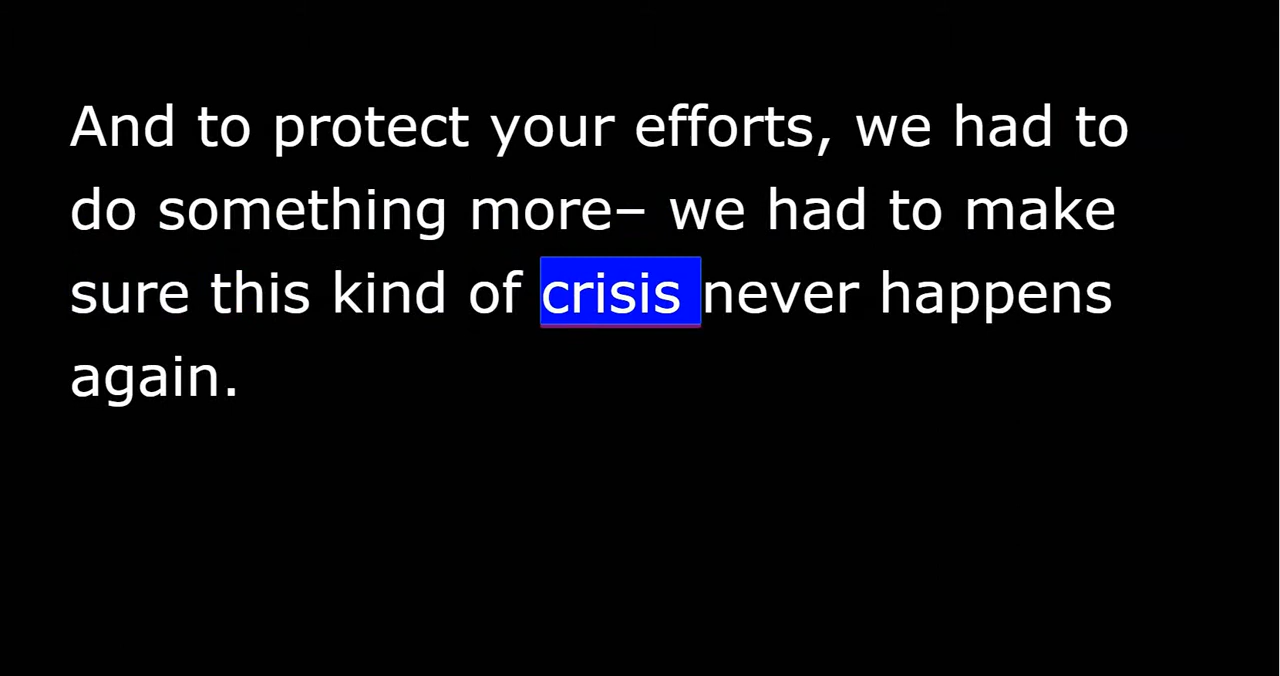 And to protect your efforts, we had to
do something more– we had to make
sure this kind of crisis never happens
again.